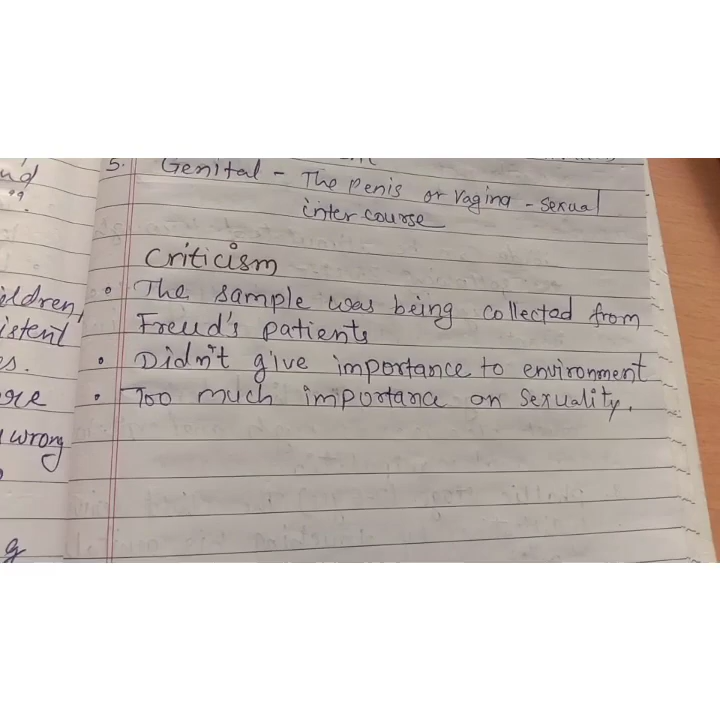 5. Genital - The penis or vagina - sexual
intercourse
Criticism
• The sample was being collected from
Freud's patients
• Didn't give importance to environment
• Too much importance on sexuality.
wrong